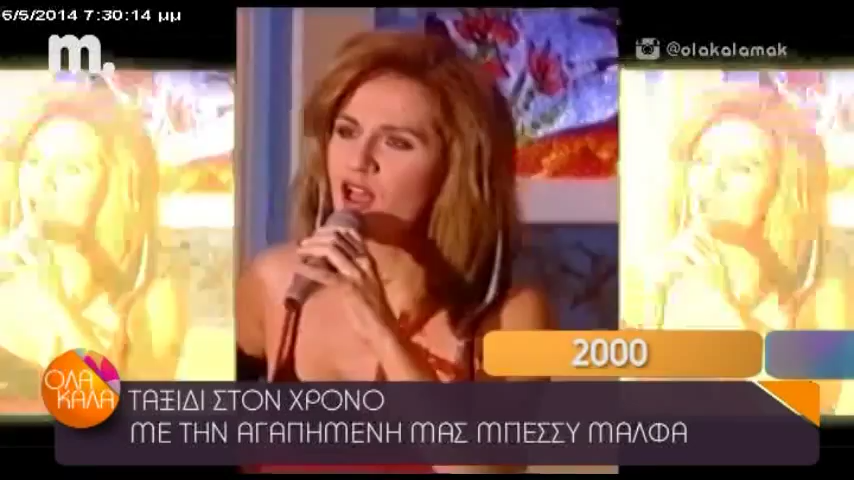 6/5/2014 7:30:14 μμ
m.
@olakalamak
2000
ΟΛΑ ΚΑΛΑ
ΤΑΞΙΔΙ ΣΤΟΝ ΧΡΟΝΟ
ΜΕ ΤΗΝ ΑΓΑΠΗΜΕΝΗ ΜΑΣ ΜΠΕΣΣΥ ΜΑΛΦΑ